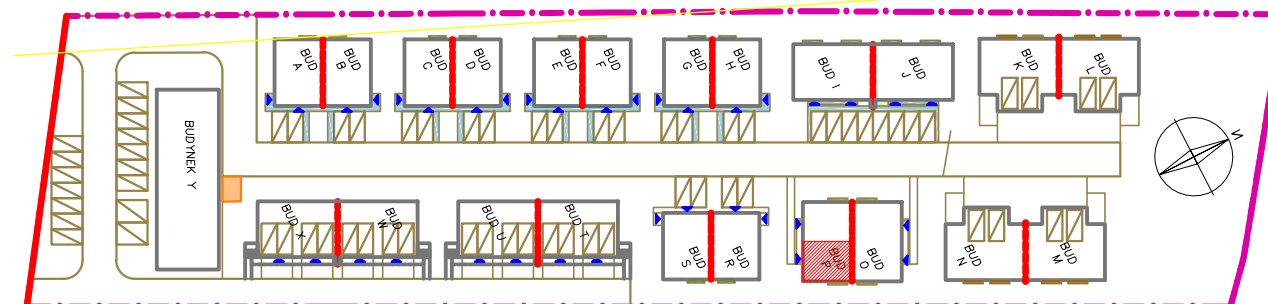 BUD A
BUD B
BUD C
BUD D
BUD E
BUD F
BUD G
BUD H
BUD I
BUD J
BUD K
BUD L
N
BUDYNEK Y
BUD X
BUD W
BUD U
BUD T
BUD S
BUD R
BUD P
BUD O
BUD N
BUD M